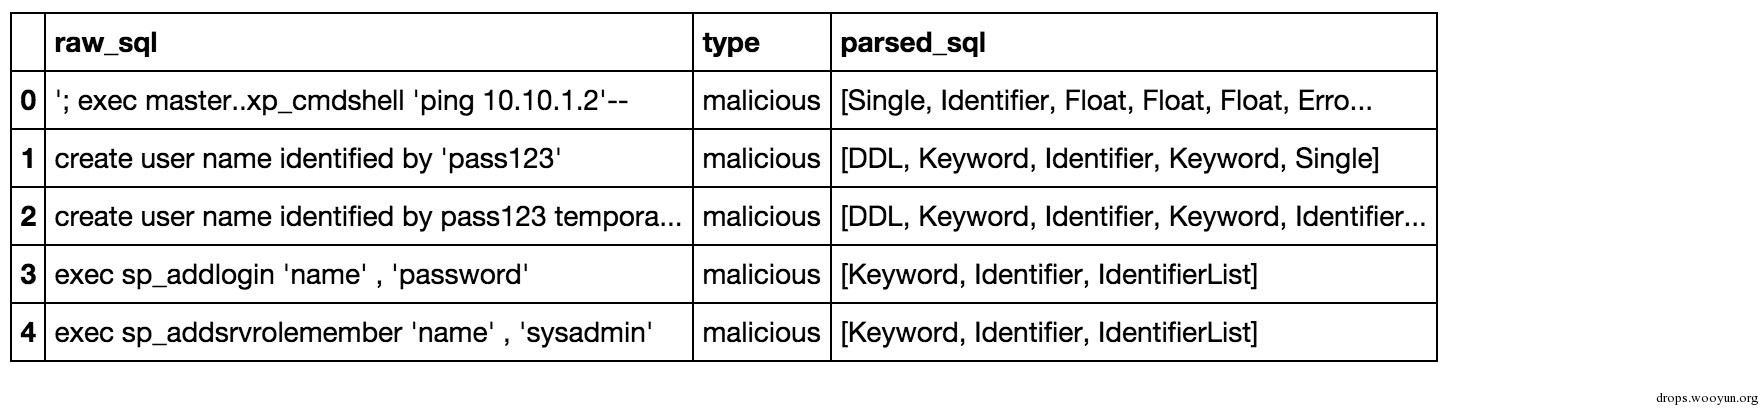 raw_sql type parsed_sql
0 '; exec master..xp_cmdshell 'ping 10.10.1.2'-- malicious [Single, Identifier, Float, Float, Float, Erro...
1 create user name identified by 'pass123' malicious [DDL, Keyword, Identifier, Keyword, Single]
2 create user name identified by pass123 tempora... malicious [DDL, Keyword, Identifier, Keyword, Identifier...
3 exec sp_addlogin 'name' , 'password' malicious [Keyword, Identifier, IdentifierList]
4 exec sp_addsrvrolemember 'name' , 'sysadmin' malicious [Keyword, Identifier, IdentifierList]
drops.wooyun.org